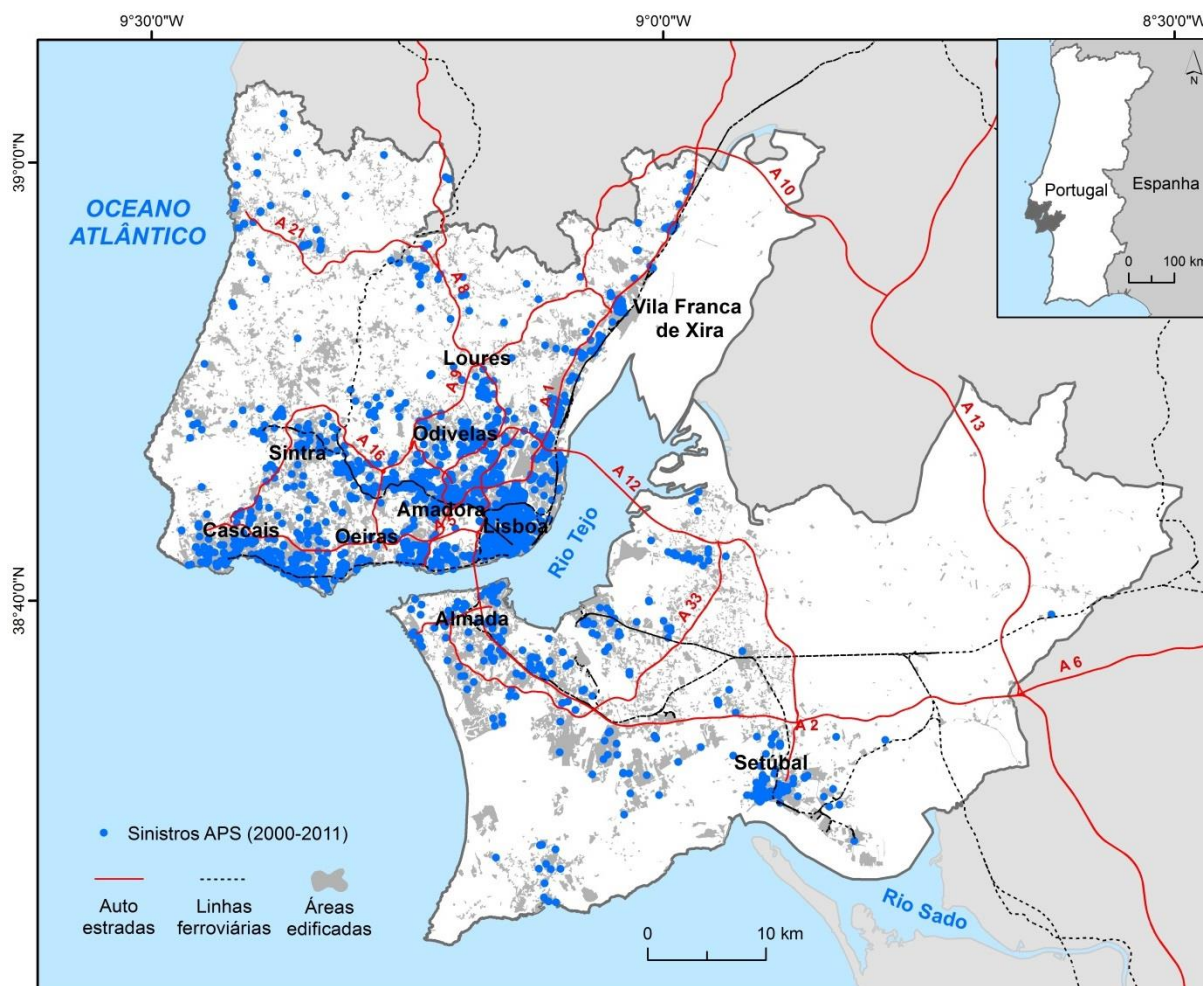 9°30'0"W
9°00'0"W
8°30'0"W
39°0'0"N
38°40'0"N
N
Portugal
Espanha
0 100 km
OCEANO
ATLÂNTICO
A 10
A 21
A 8
Vila Franca
de Xira
Loures
A 9
A 1
A 13
Odivelas
Sintra
A 16
A 12
Amadora
Cascais
Oeiras
A 5
Lisboa
Rio Tejo
A 33
Almada
A 6
A 2
Setúbal
Sinistros APS (2000-2011)
Auto
estradas
Linhas
ferroviárias
Áreas
edificadas
0 10 km
Rio Sado